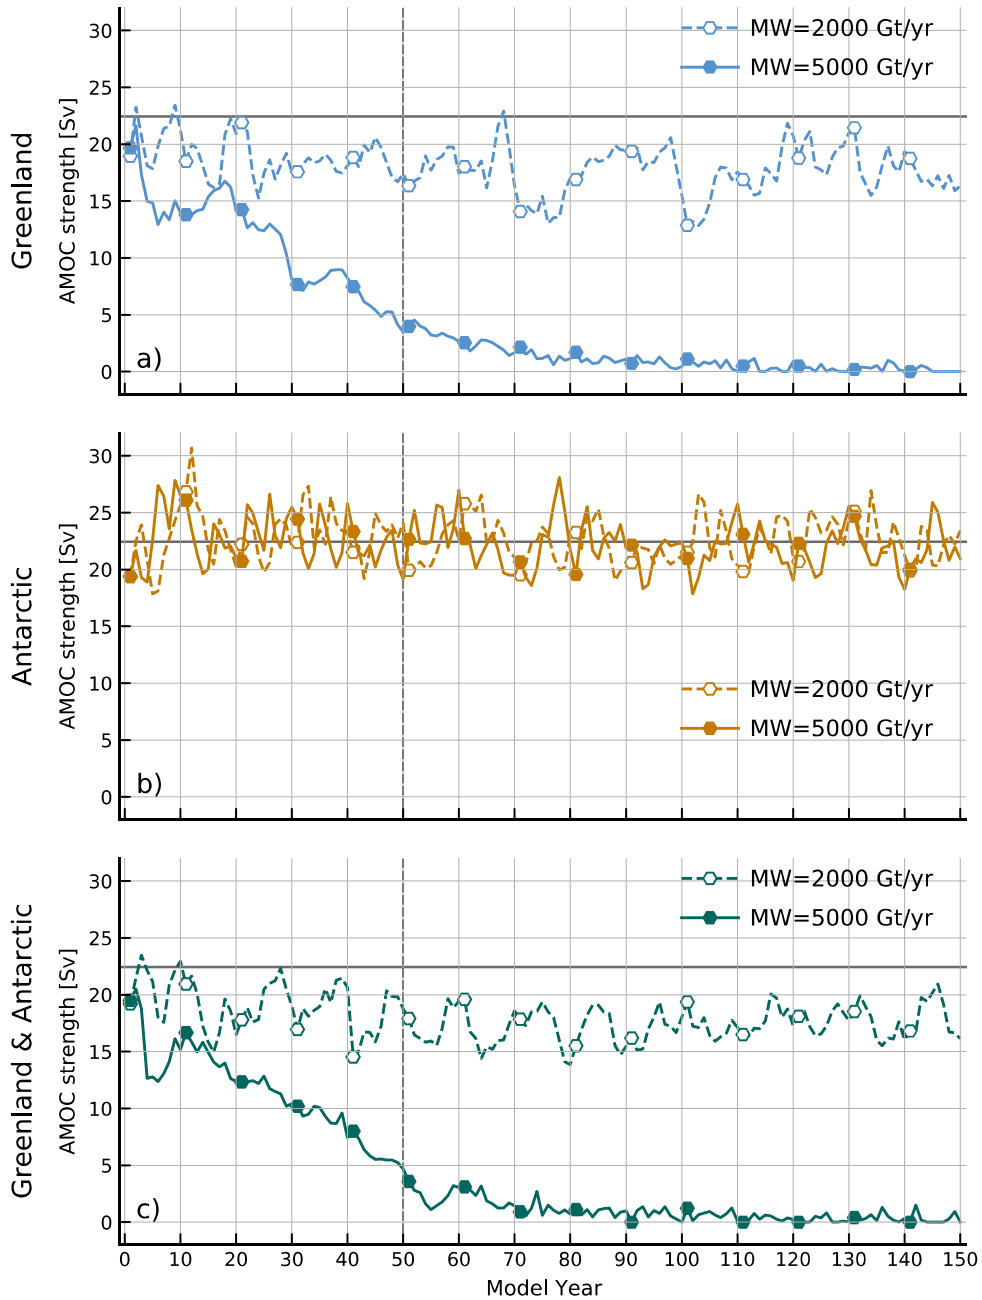 Greenland
AMOC strength [Sv]
30
25
20
15
10
5
0
MW=2000 Gt/yr
MW=5000 Gt/yr
a)
Antarctic
AMOC strength [Sv]
30
25
20
15
10
5
0
MW=2000 Gt/yr
MW=5000 Gt/yr
b)
Greenland & Antarctic
AMOC strength [Sv]
30
25
20
15
10
5
0
MW=2000 Gt/yr
MW=5000 Gt/yr
c)
0 10 20 30 40 50 60 70 80 90 100 110 120 130 140 150
Model Year